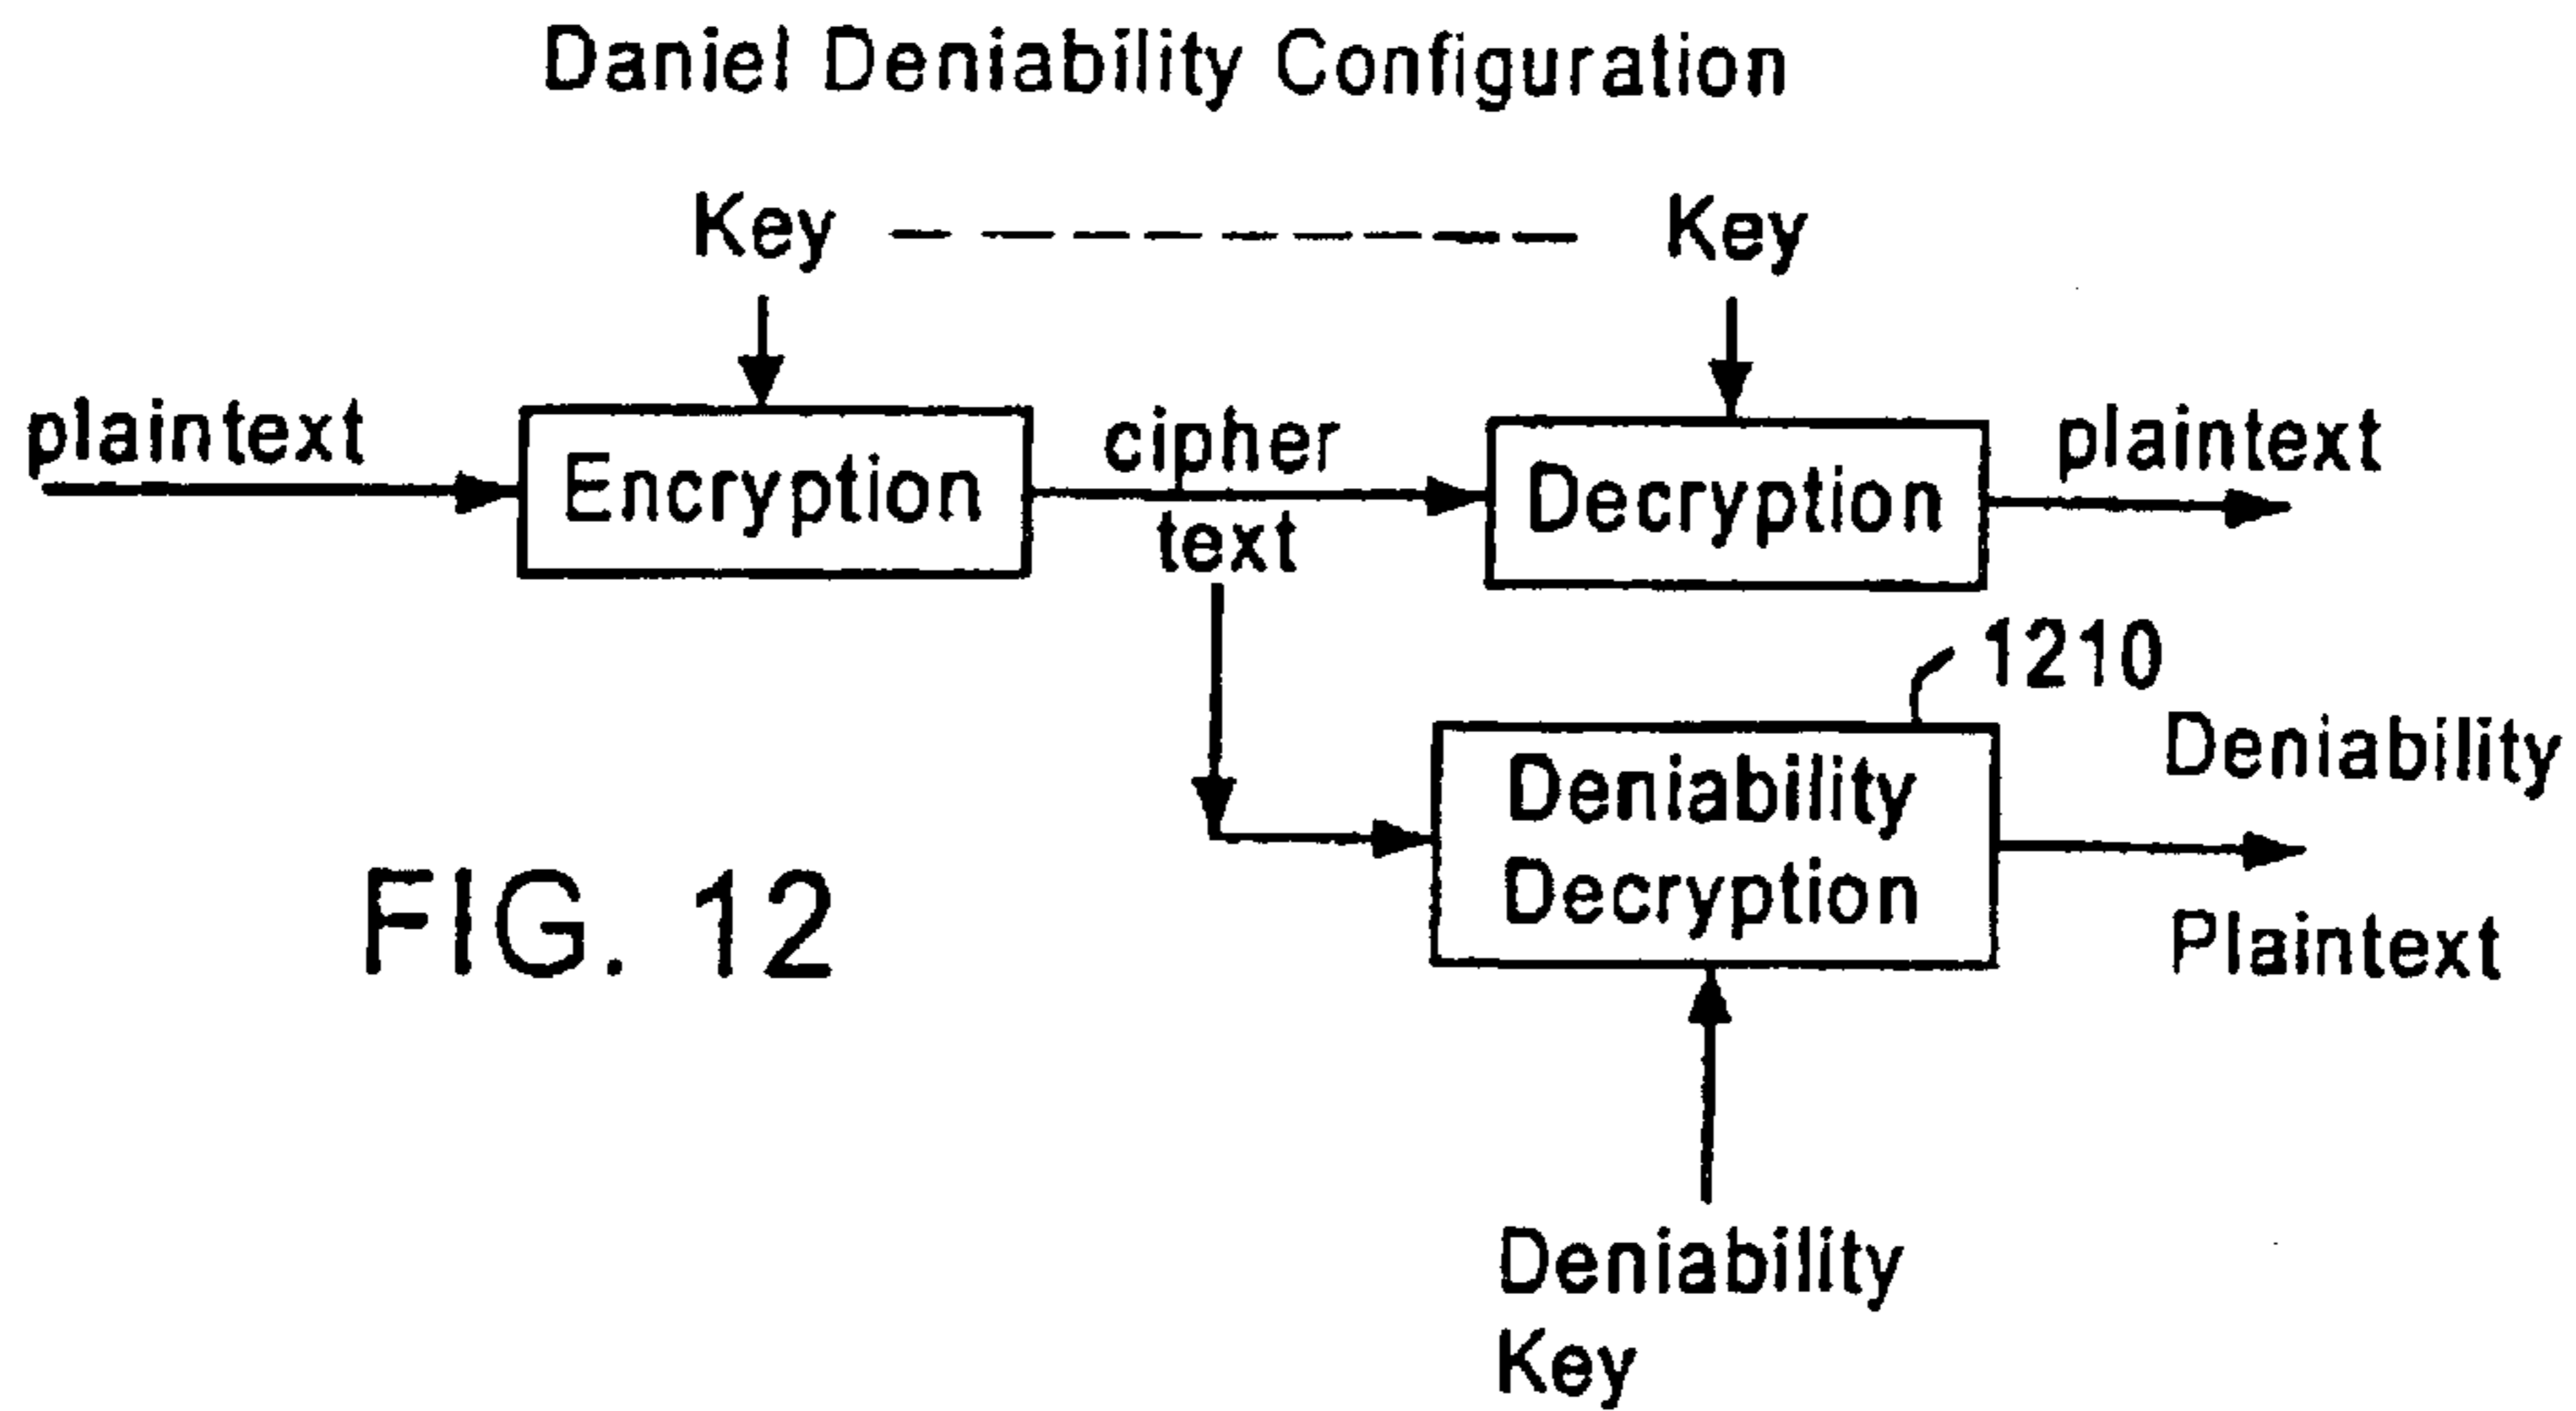 Daniel Deniability Configuration
Key
Key
plaintext
Encryption
cipher
text
Decryption
plaintext
1210
Deniability
Decryption
Deniability
Plaintext
FIG. 12
Deniability
Key